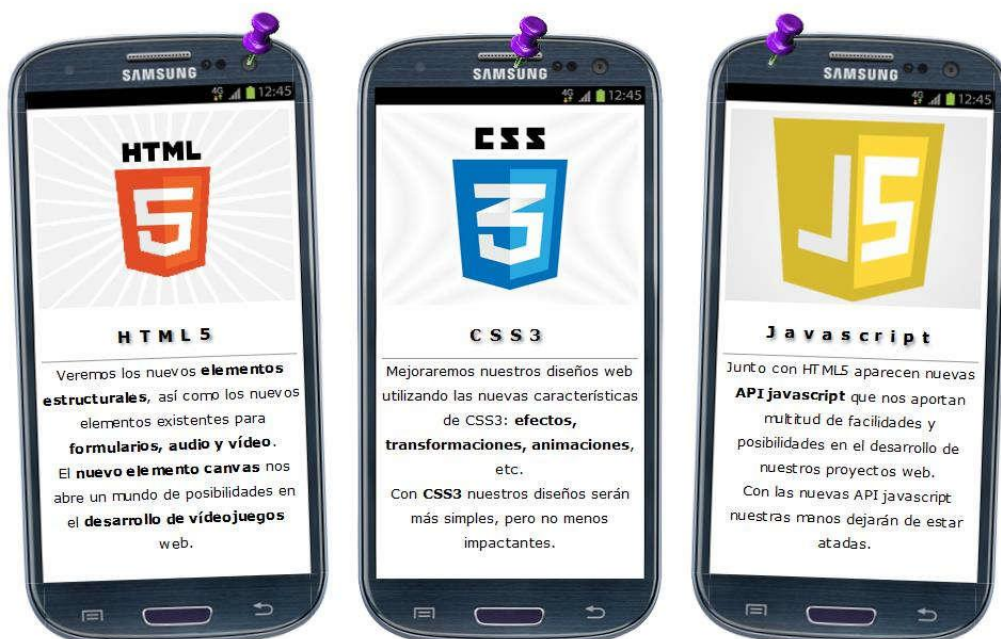 SAMSUNG
4G 12:45
HTML
5
HTML5
Veremos los nuevos elementos
estructurales, así como los nuevos
elementos existentes para
formularios, audio y vídeo.
El nuevo elemento canvas nos
abre un mundo de posibilidades en
el desarrollo de vídeojuegos
web.
SAMSUNG
4G 12:45
CSS
3
CSS3
Mejoraremos nuestros diseños web
utilizando las nuevas características
de CSS3: efectos,
transformaciones, animaciones,
etc.
Con CSS3 nuestros diseños serán
más simples, pero no menos
impactantes.
SAMSUNG
4G 12:45
JS
Javascript
Junto con HTML5 aparecen nuevas
API javascript que nos aportan
multitud de facilidades y
posibilidades en el desarrollo de
nuestros proyectos web.
Con las nuevas API javascript
nuestras manos dejarán de estar
atadas.